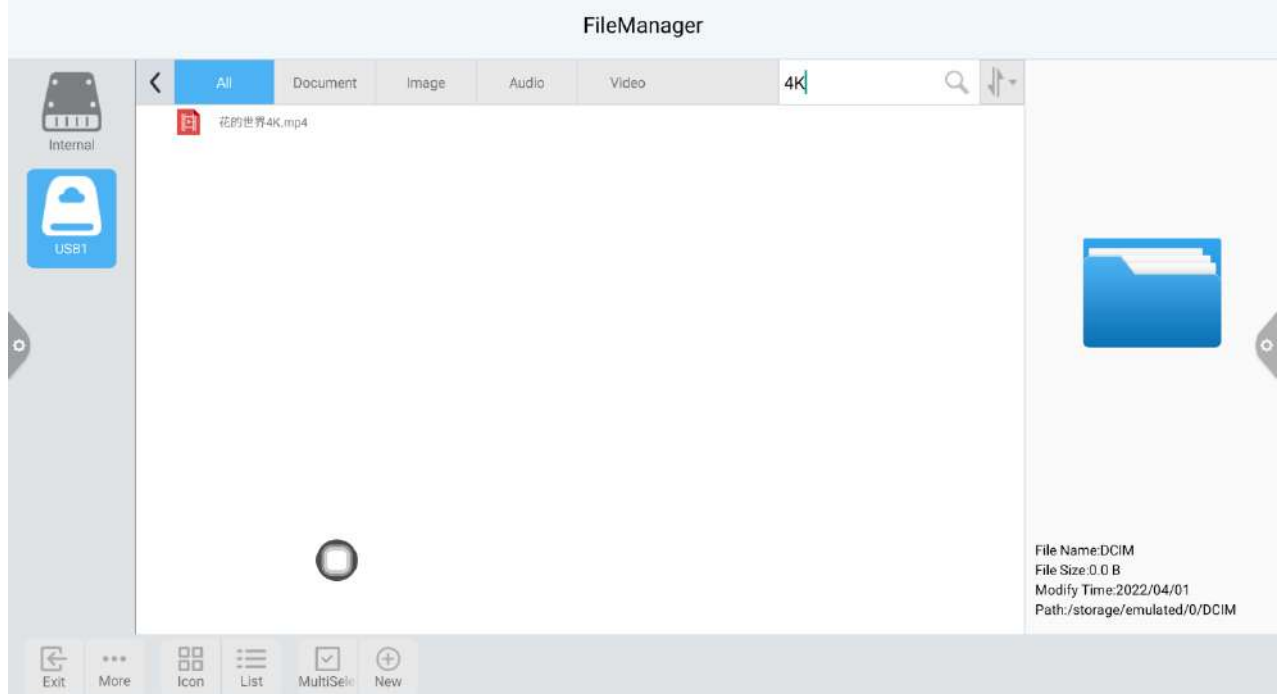 FileManager
All
Document
Image
Audio
Video
4K
Internal
花的世界4K.mp4
USB1
File Name:DCIM
File Size:0.0 B
Modify Time:2022/04/01
Path:/storage/emulated/0/DCIM
Exit
More
Icon
List
MultiSele
New